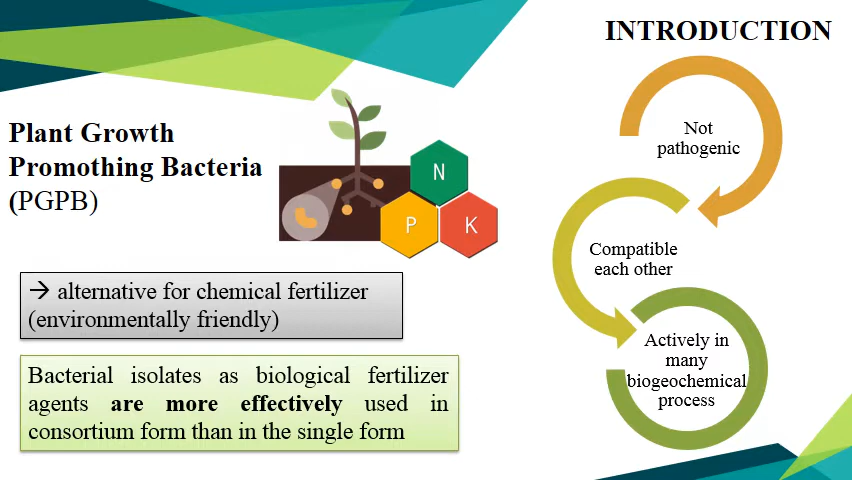 INTRODUCTION
Plant Growth
Promothing Bacteria
(PGPB)
N
P
K
→ alternative for chemical fertilizer
(environmentally friendly)
Bacterial isolates as biological fertilizer
agents are more effectively used in
consortium form than in the single form
Not
pathogenic
Compatible
each other
Actively in
many
biogeochemical
process